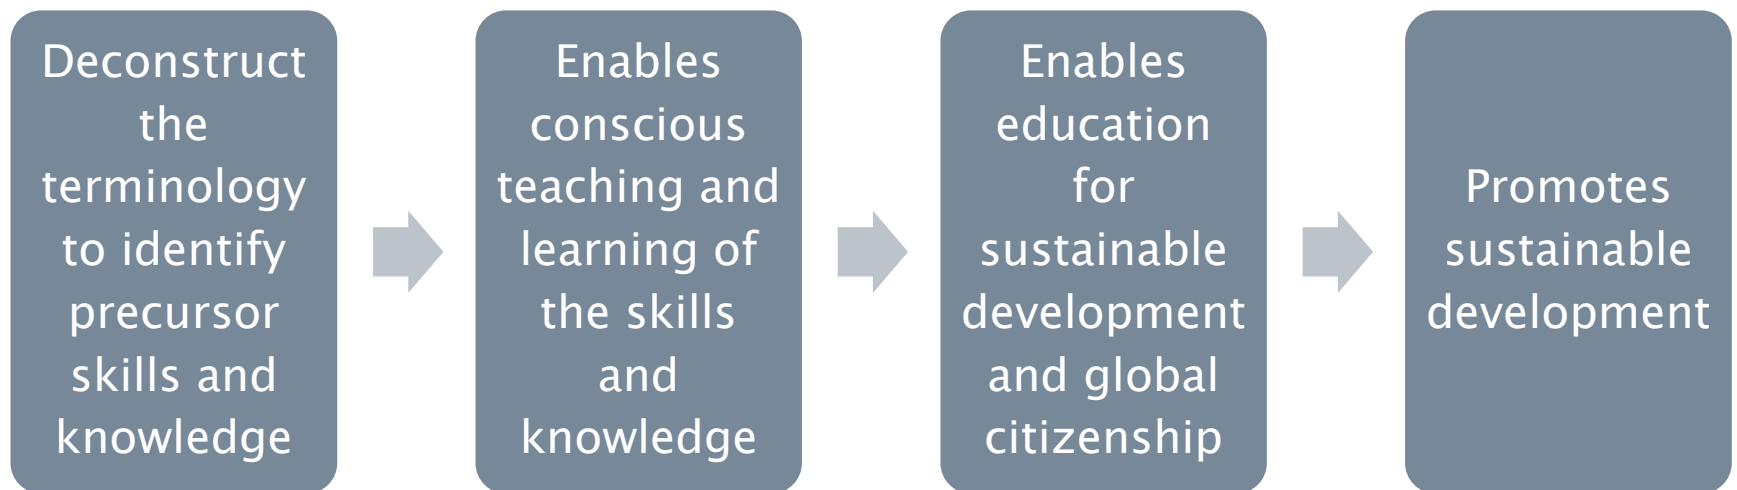 Deconstruct
the
terminology
to identify
precursor
skills and
knowledge
Enables
conscious
teaching and
learning of
the skills
and
knowledge
Enables
education
for
sustainable
development
and global
citizenship
Promotes
sustainable
development